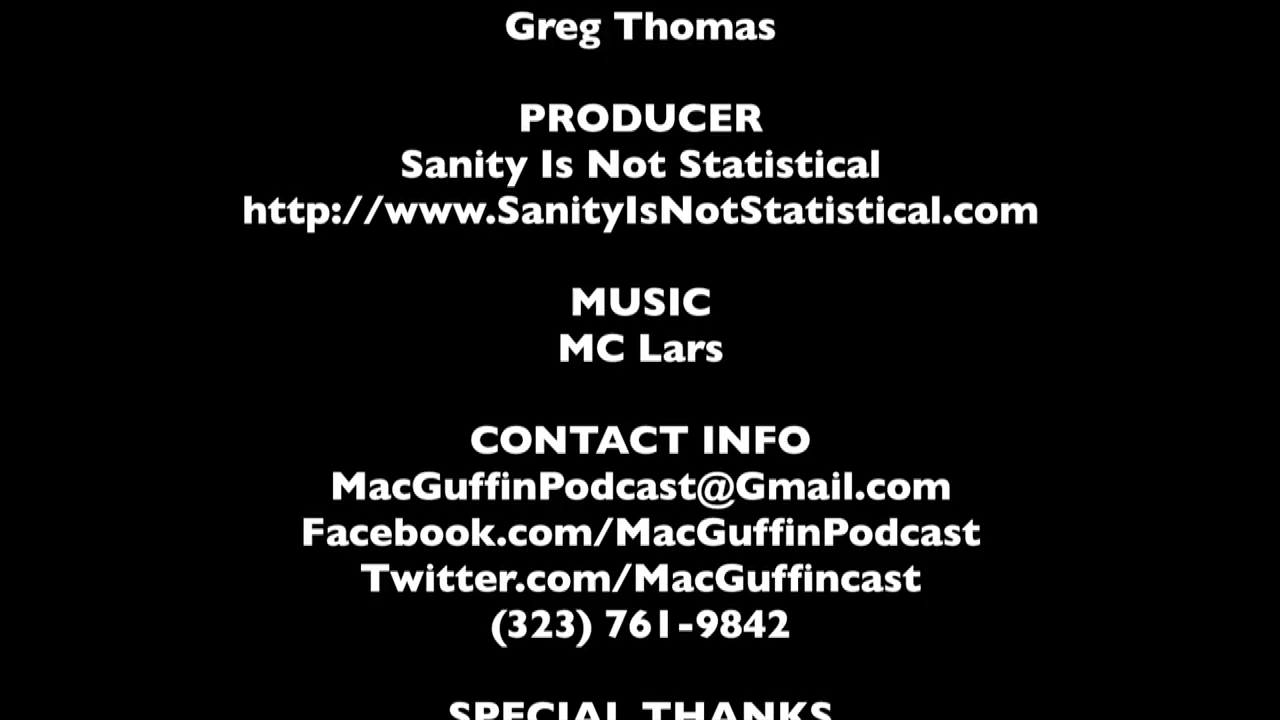 Greg Thomas
PRODUCER
Sanity Is Not Statistical
http://www.SanityIsNotStatistical.com
MUSIC
MC Lars
CONTACT INFO
MacGuffinPodcast@Gmail.com
Facebook.com/MacGuffinPodcast
Twitter.com/MacGuffincast
(323) 761-9842
SPECIAL THANKS